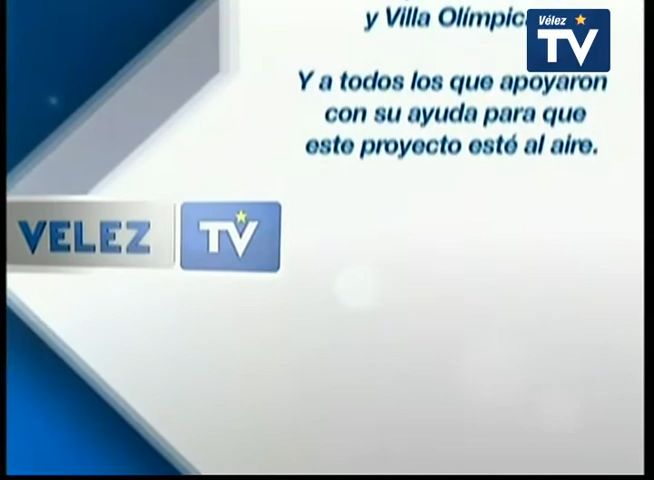 y Villa Olímpica
Vélez
TV
Y a todos los que apoyaron
con su ayuda para que
este proyecto esté al aire.
VELEZ TV